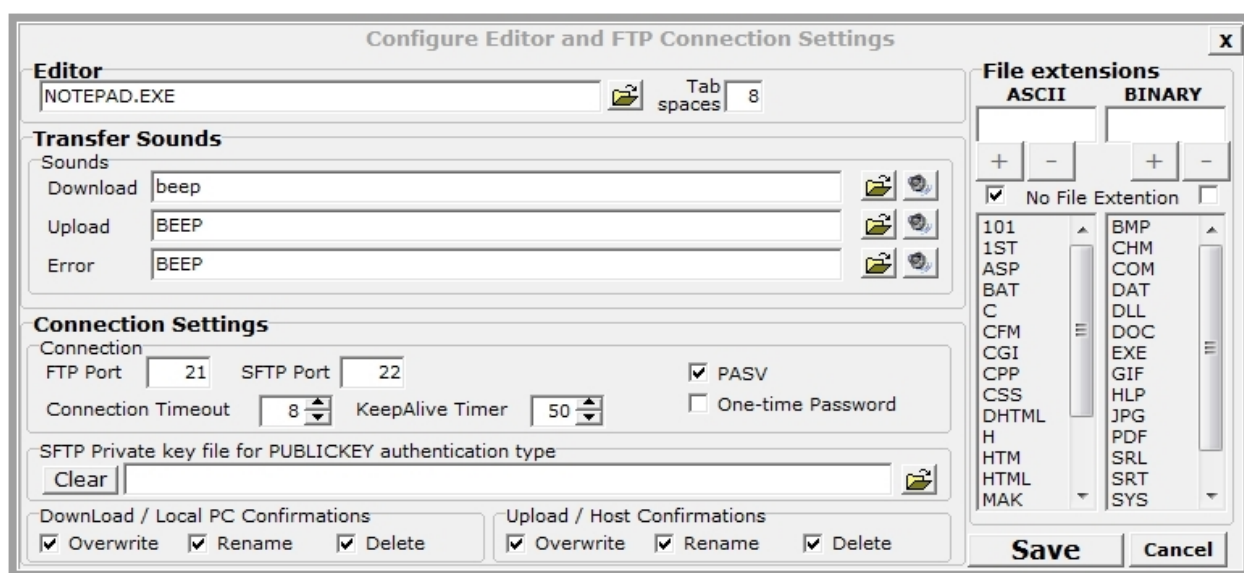 Configure Editor and FTP Connection Settings
X
Editor
NOTEPAD.EXE
Tab spaces 8
Transfer Sounds
Sounds
Download beep
Upload BEEP
Error BEEP
Connection Settings
Connection
FTP Port 21 SFTP Port 22
PASV
Connection Timeout 8 KeepAlive Timer 50
One-time Password
SFTP Private key file for PUBLICKEY authentication type
Clear
DownLoad / Local PC Confirmations
Overwrite Rename Delete
Upload / Host Confirmations
Overwrite Rename Delete
File extensions
ASCII BINARY
+ - + -
No File Extention
101
1ST
ASP
BAT
C
CFM
CGI
CPP
CSS
DHTML
H
HTM
HTML
MAK
BMP
CHM
COM
DAT
DLL
DOC
EXE
GIF
HLP
JPG
PDF
SRL
SRT
SYS
Save Cancel